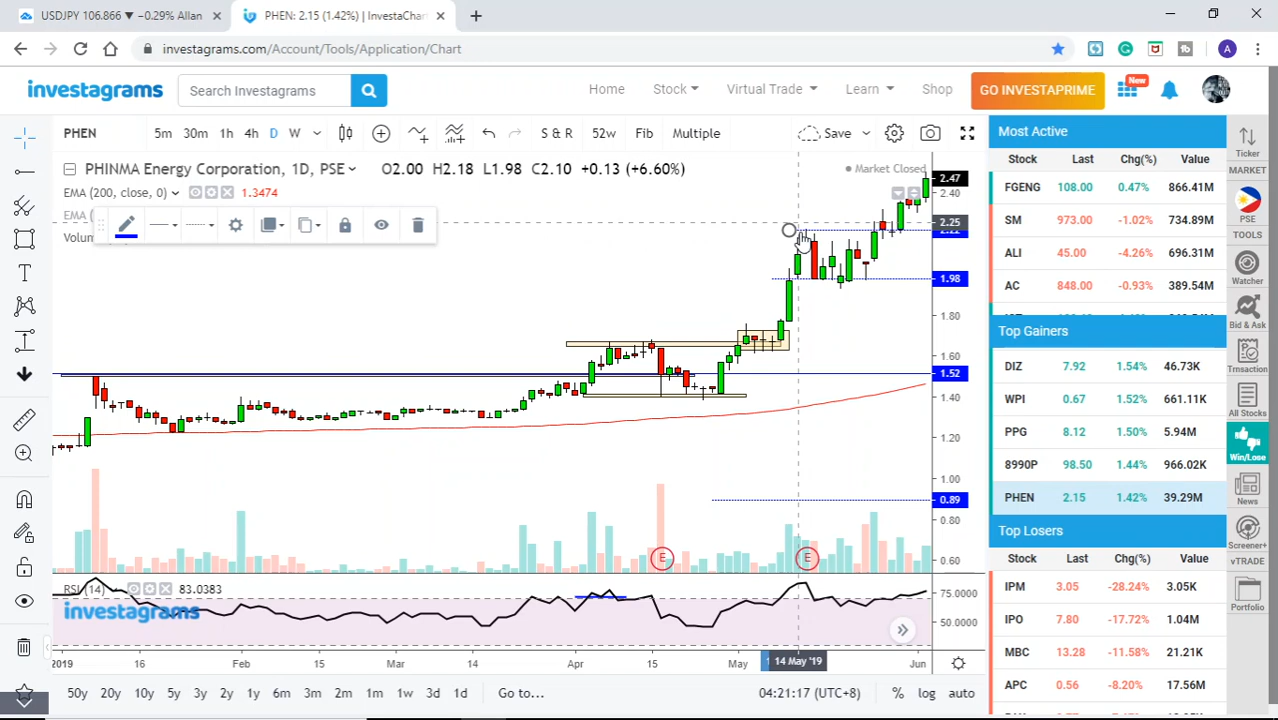 USDJPY 106.866 ▼ −0.29% Allan
PHEN: 2.15 (1.42%) | InvestaChar
investagrams.com/Account/Tools/Application/Chart
investagrams
Search Investagrams
Home
Stock
Virtual Trade
Learn
Shop
GO INVESTAPRIME
New
PHEN
5m
30m
1h
4h
D
W
S & R
52w
Fib
Multiple
Save
PHINMA Energy Corporation, 1D, PSE
O2.00 H2.18 L1.98 C2.10 +0.13 (+6.60%)
Market Closed
EMA (200, close, 0)
1.3474
EMA (
Volum
2.47
2.40
2.25
2.22
1.98
1.80
1.60
1.52
1.40
1.20
1.00
0.89
0.80
0.60
E
E
RSI (14)
83.0383
investagrams
75.0000
50.0000
2019
16
Feb
15
Mar
14
Apr
15
May
14 May '19
Jun
50y
20y
10y
5y
3y
2y
1y
6m
3m
2m
1m
1w
3d
1d
Go to...
04:21:17 (UTC+8)
%
log
auto
Most Active
Stock Last Chg(%) Value
FGENG 108.00 0.47% 866.41M
SM 973.00 -1.02% 734.89M
ALI 45.00 -4.26% 696.31M
AC 848.00 -0.93% 389.54M
Top Gainers
DIZ 7.92 1.54% 46.73K
WPI 0.67 1.52% 661.11K
PPG 8.12 1.50% 5.94M
8990P 98.50 1.44% 966.02K
PHEN 2.15 1.42% 39.29M
Top Losers
Stock Last Chg(%) Value
IPM 3.05 -28.24% 3.05K
IPO 7.80 -17.72% 1.04M
MBC 13.28 -11.58% 21.21K
APC 0.56 -8.20% 17.56M
Ticker
MARKET
PSE
TOOLS
Watcher
Bid & Ask
Trnsaction
All Stocks
Win/Lose
News
Screener+
vTRADE
Portfolio
A